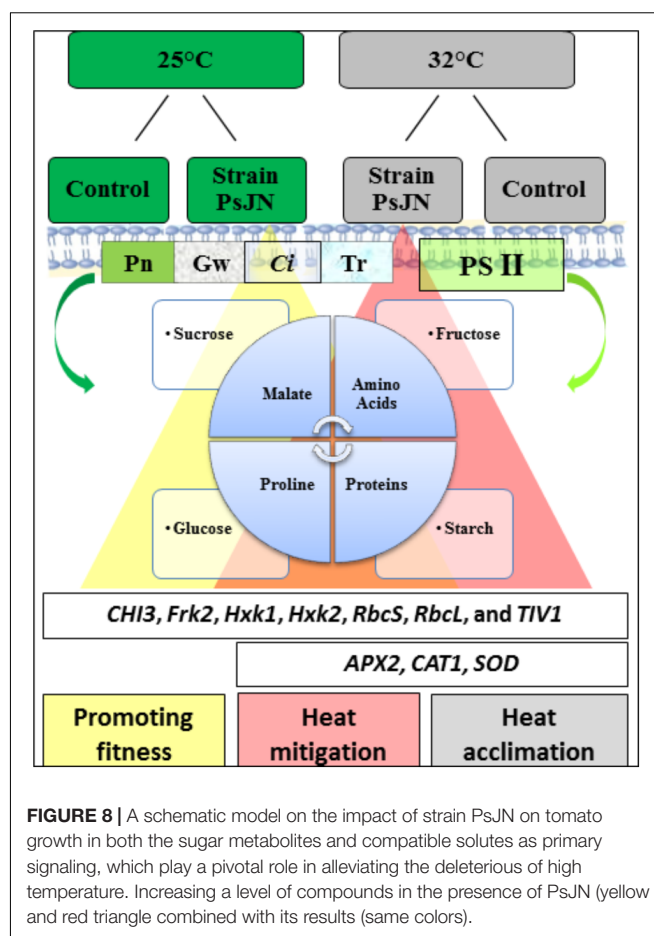 25°C
32°C
Control
Strain
PsJN
Strain
PsJN
Control
Pn
Gw
Ci
Tr
PS II
• Sucrose
• Fructose
Malate
Amino
Acids
Proline
Proteins
• Glucose
• Starch
CHI3, Frk2, Hxk1, Hxk2, RbcS, RbcL, and TIV1
APX2, CAT1, SOD
Promoting
fitness
Heat
mitigation
Heat
acclimation
FIGURE 8 | A schematic model on the impact of strain PsJN on tomato
growth in both the sugar metabolites and compatible solutes as primary
signaling, which play a pivotal role in alleviating the deleterious of high
temperature. Increasing a level of compounds in the presence of PsJN (yellow
and red triangle combined with its results (same colors).